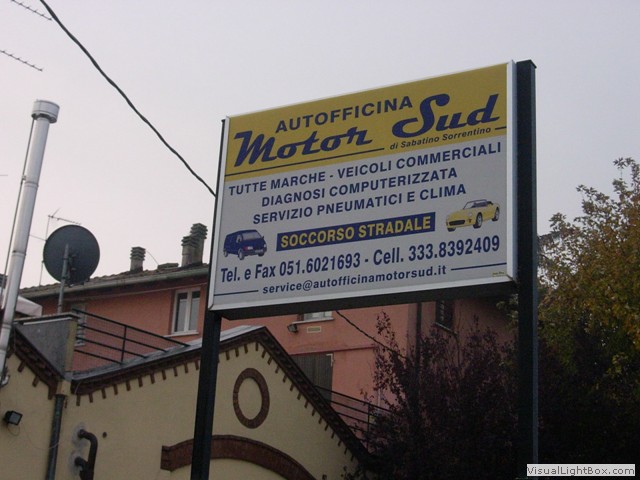 AUTOFFICINA
Motor Sud
di Sabatino Sorrentino
TUTTE MARCHE - VEICOLI COMMERCIALI
DIAGNOSI COMPUTERIZZATA
SERVIZIO PNEUMATICI E CLIMA
SOCCORSO STRADALE
Tel. e Fax 051.6021693 - Cell. 333.8392409
service@autofficinamotorsud.it
VisualLightBox.com